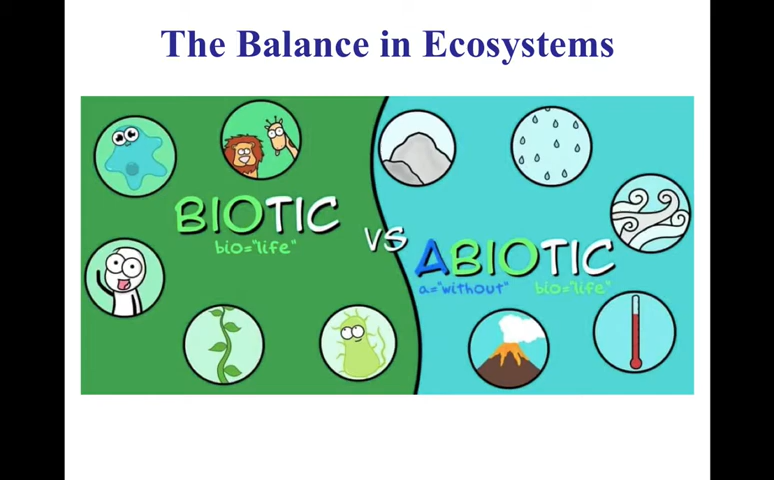 The Balance in Ecosystems
BIOTIC
bio="life"
VS
ABIOTIC
a="without" bio="life"